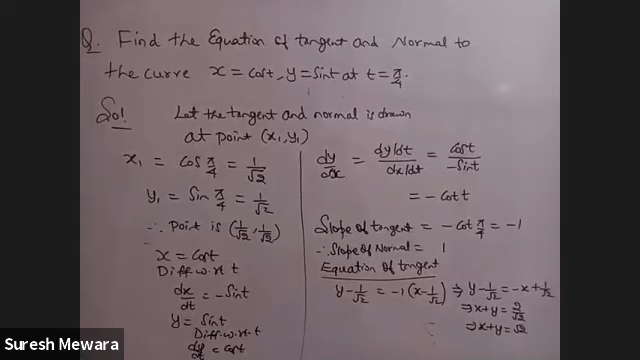 Q. Find the Equation of tangent and Normal to
the curve x = cost, y = sint at t = π/4.
Sol! Let the tangent and normal is drawn
at point (x₁, y₁)
x₁ = cos π/4 = 1/√2
y₁ = sin π/4 = 1/√2
∴ Point is (1/√2, 1/√2)
x = cost
Diff w.r.t t
dx/dt = -sint
y = sint
Diff.w.r.t.t
dy/dt = cost
dy/dx = dy/dt / dx/dt = cost / -sint
= -cot t
Slope of tangent = -cot π/4 = -1
∴ Slope of Normal = 1
Equation of tangent
y - 1/√2 = -1 (x - 1/√2) ⇒ y - 1/√2 = -x + 1/√2
⇒ x+y = 2/√2
⇒ x+y = √2
Suresh Mewara